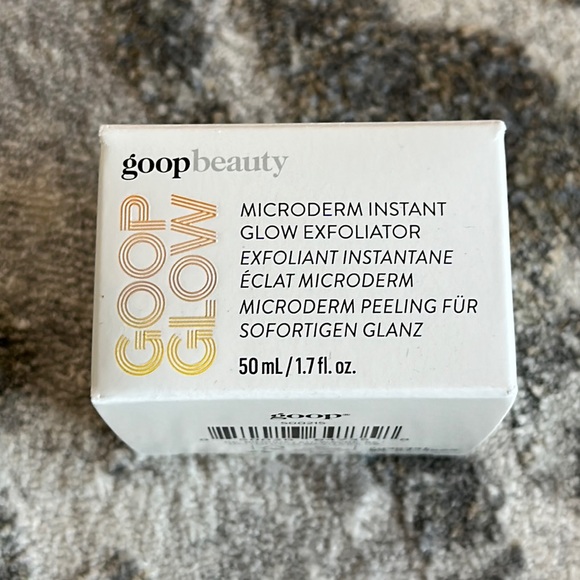 goopbeauty
GOOP
GLOW
MICRODERM INSTANT
GLOW EXFOLIATOR
EXFOLIANT INSTANTANE
ÉCLAT MICRODERM
MICRODERM PEELING FÜR
SOFORTIGEN GLANZ
50 mL / 1.7 fl. oz.
goop®
500215